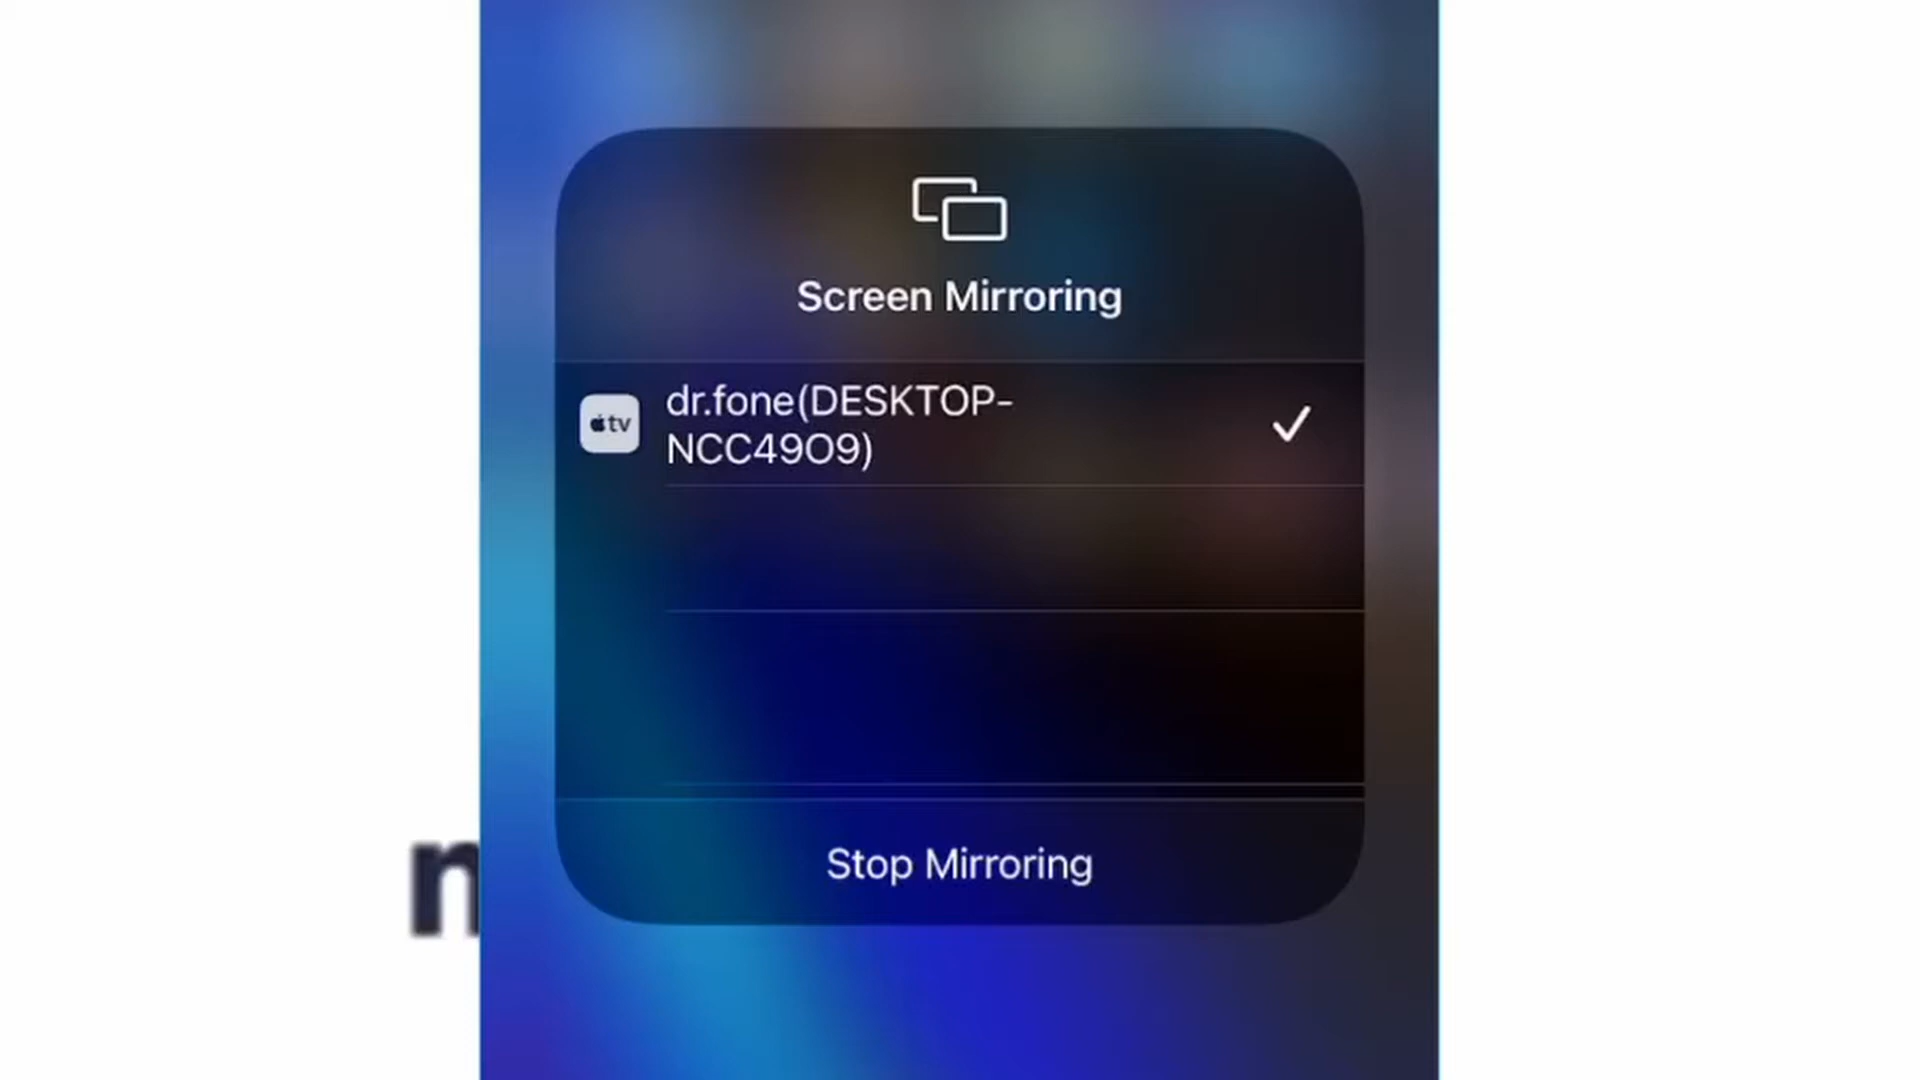 Screen Mirroring
tv
dr.fone(DESKTOP-
NCC49O9)
Stop Mirroring
n